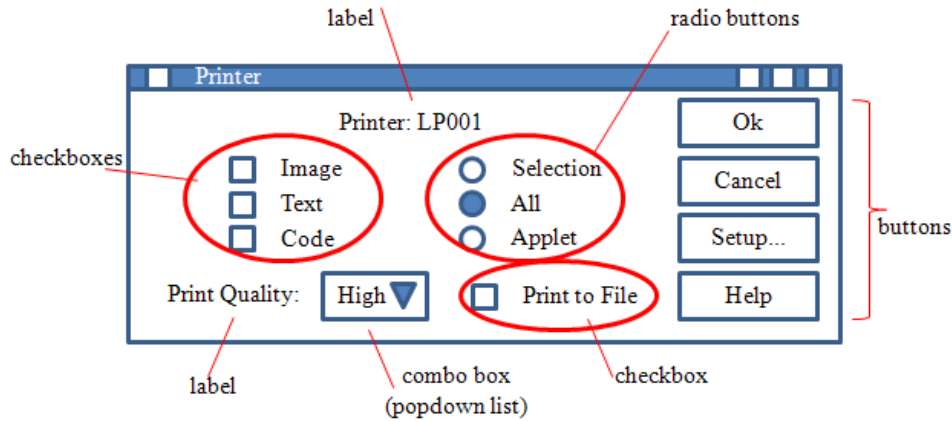 label
radio buttons
Printer
Printer: LP001
Ok
checkboxes
Image
Selection
Cancel
Text
All
Code
Applet
Setup...
buttons
Print Quality:
High
Print to File
Help
label
combo box
(popdown list)
checkbox